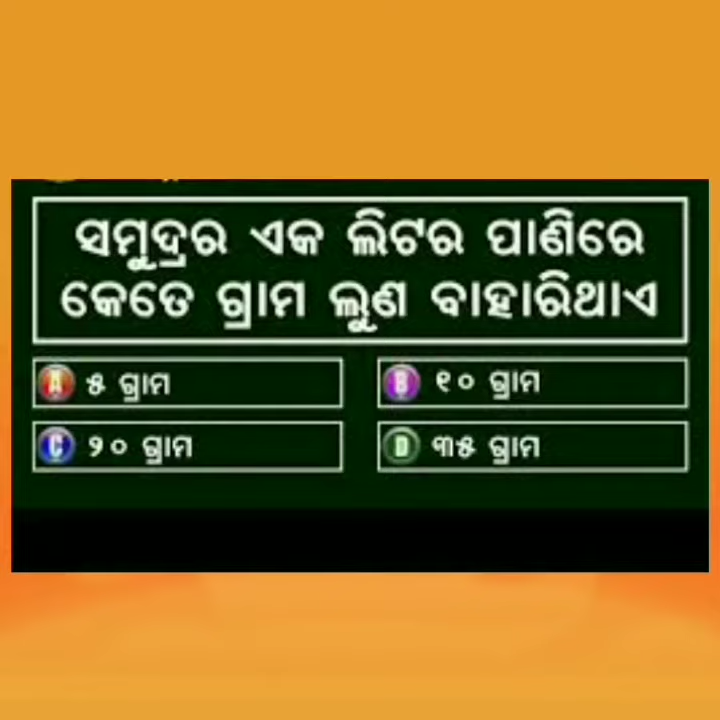 ସମୁଦ୍ରର ଏକ ଲିଟର ପାଣିରେ
କେତେ ଗ୍ରାମ ଲୁଣ ବାହାରିଥାଏ
A ୫ ଗ୍ରାମ
B ୧୦ ଗ୍ରାମ
C ୨୦ ଗ୍ରାମ
D ୩୫ ଗ୍ରାମ